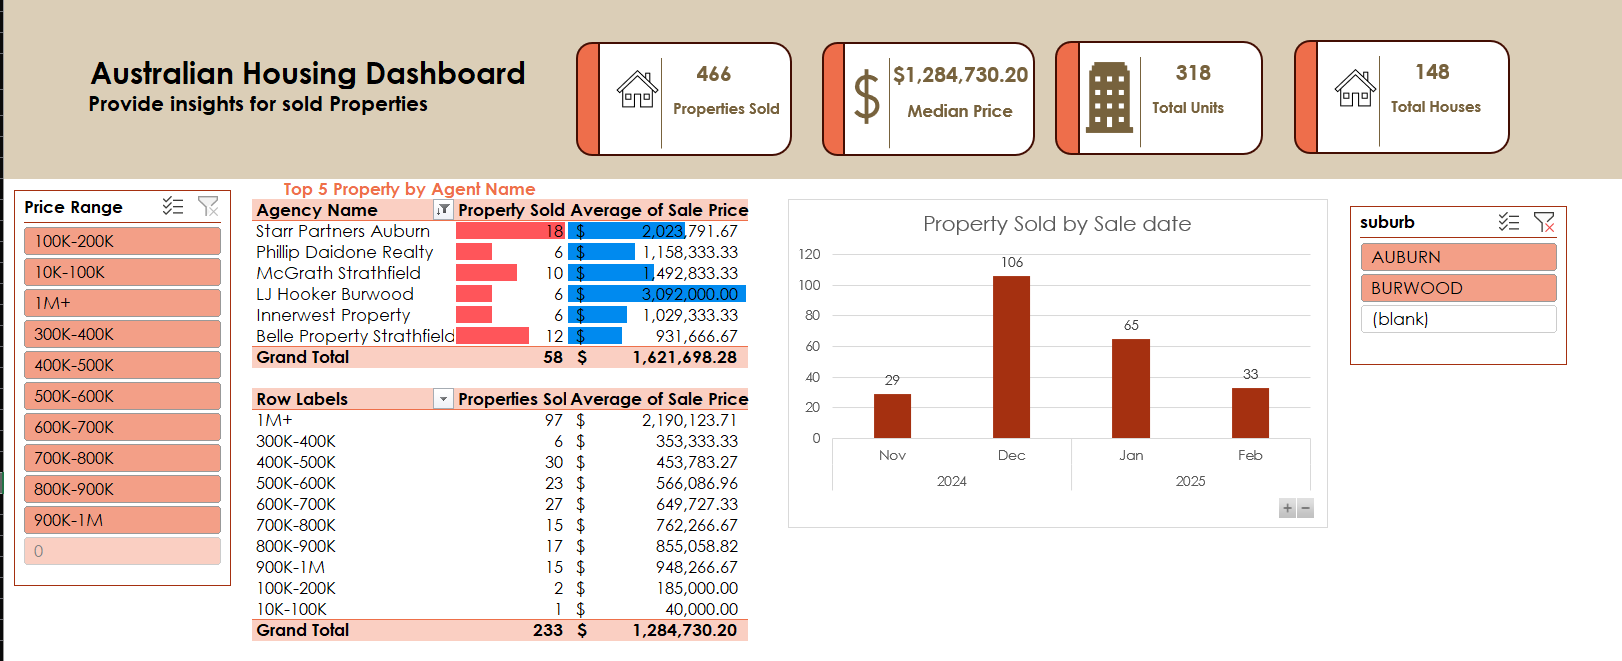 Australian Housing Dashboard
Provide insights for sold Properties
466
Properties Sold
$
$1,284,730.20
Median Price
318
Total Units
148
Total Houses
Price Range
100K-200K
10K-100K
1M+
300K-400K
400K-500K
500K-600K
600K-700K
700K-800K
800K-900K
900K-1M
0
Top 5 Property by Agent Name
Agency Name Property Sold Average of Sale Price
Starr Partners Auburn 18 $ 2,023,791.67
Phillip Daidone Realty 6 $ 1,158,333.33
McGrath Strathfield 10 $ 1,492,833.33
LJ Hooker Burwood 6 $ 3,092,000.00
Innerwest Property 6 $ 1,029,333.33
Belle Property Strathfield 12 $ 931,666.67
Grand Total 58 $ 1,621,698.28
Row Labels Properties Sol Average of Sale Price
1M+ 97 $ 2,190,123.71
300K-400K 6 $ 353,333.33
400K-500K 30 $ 453,783.27
500K-600K 23 $ 566,086.96
600K-700K 27 $ 649,727.33
700K-800K 15 $ 762,266.67
800K-900K 17 $ 855,058.82
900K-1M 15 $ 948,266.67
100K-200K 2 $ 185,000.00
10K-100K 1 $ 40,000.00
Grand Total 233 $ 1,284,730.20
Property Sold by Sale date
120
100
80
60
40
20
0
29
106
65
33
Nov Dec Jan Feb
2024 2025
+ −
suburb
AUBURN
BURWOOD
(blank)